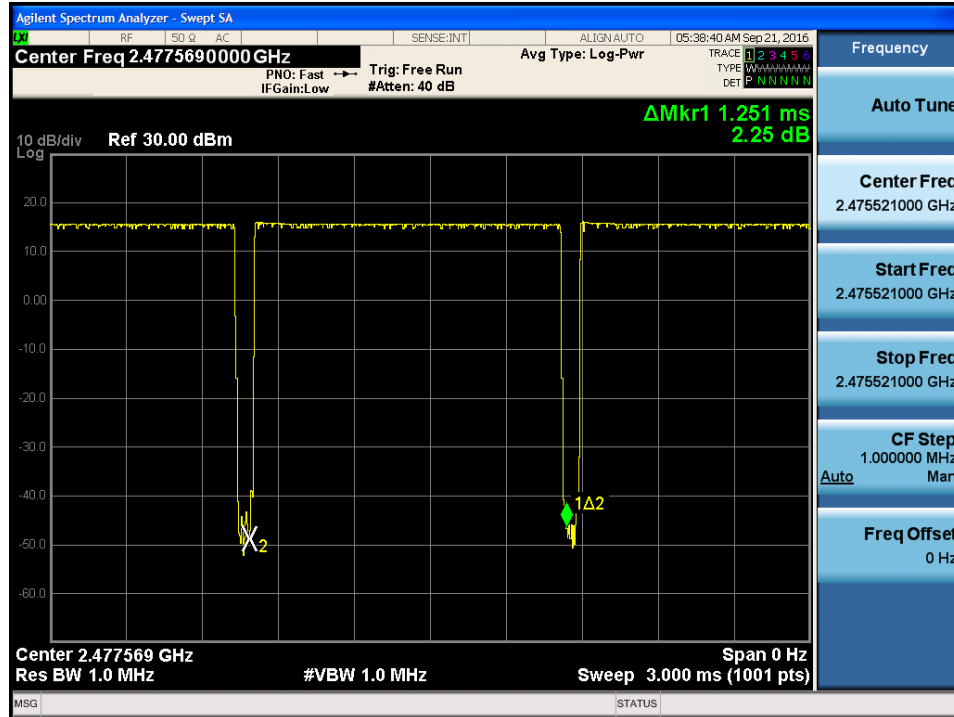 Agilent Spectrum Analyzer - Swept SA
LXI RF 50 Ω AC SENSE:INT ALIGN AUTO 05:38:40 AM Sep 21, 2016
Center Freq 2.4775690000 GHz
PNO: Fast
IFGain:Low
Trig: Free Run
#Atten: 40 dB
Avg Type: Log-Pwr
TRACE 1 2 3 4 5 6
TYPE WWWWWW
DET P N N N N N
ΔMkr1 1.251 ms
2.25 dB
10 dB/div Ref 30.00 dBm
Log
20.0
10.0
0.00
-10.0
-20.0
-30.0
-40.0
-50.0
-60.0
1Δ2
2
Center 2.477569 GHz Span 0 Hz
Res BW 1.0 MHz #VBW 1.0 MHz Sweep 3.000 ms (1001 pts)
MSG STATUS
Frequency
Auto Tune
Center Freq
2.475521000 GHz
Start Freq
2.475521000 GHz
Stop Freq
2.475521000 GHz
CF Step
1.000000 MHz
Auto Man
Freq Offset
0 Hz